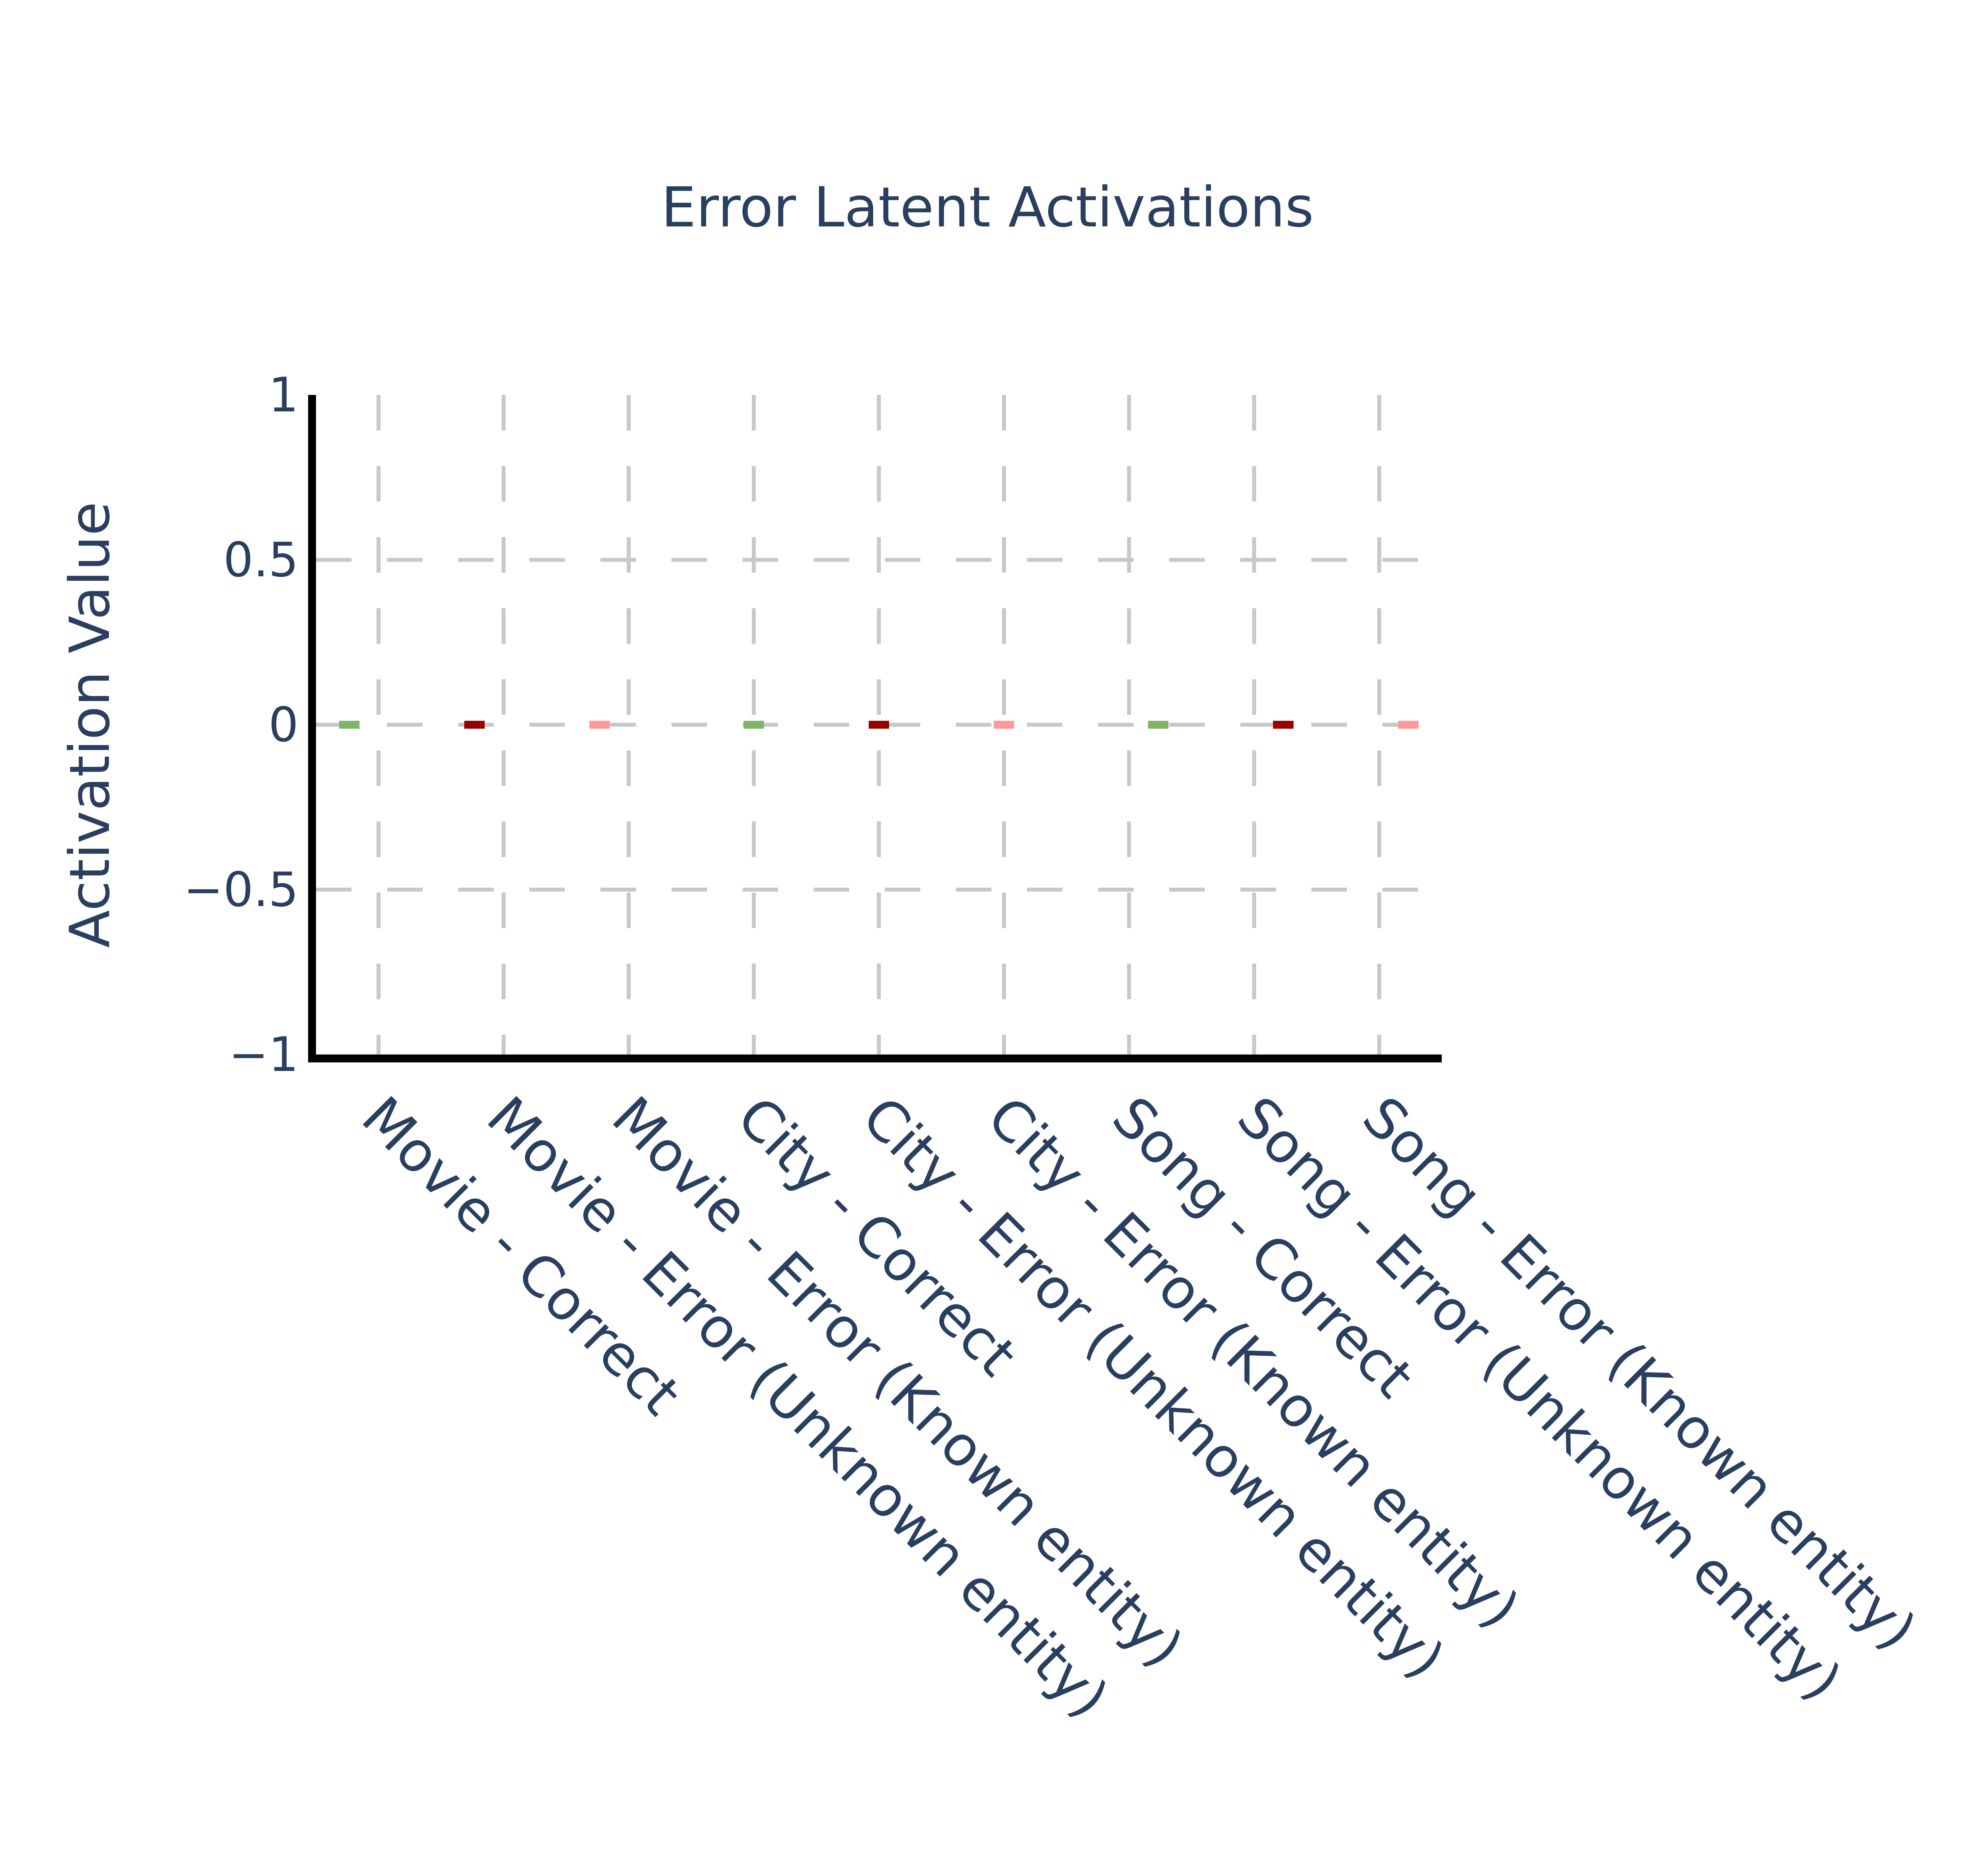 Error Latent Activations
Activation Value
1
0.5
0
−0.5
−1
Movie - Correct
Movie - Error (Unknown entity)
Movie - Error (Known entity)
City - Correct
City - Error (Unknown entity)
City - Error (Known entity)
Song - Correct
Song - Error (Unknown entity)
Song - Error (Known entity)